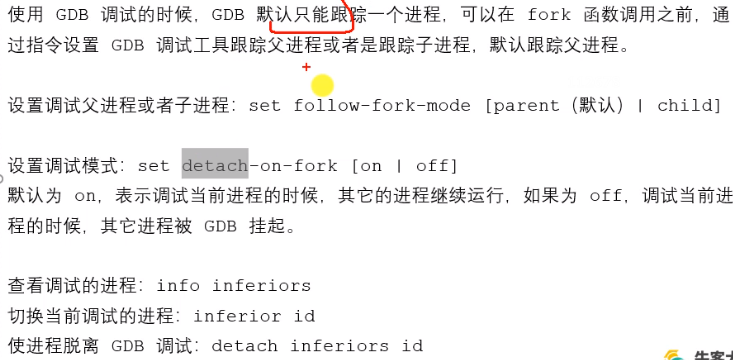 使用 GDB 调试的时候，GDB 默认只能跟踪一个进程，可以在 fork 函数调用之前，通
过指令设置 GDB 调试工具跟踪父进程或者是跟踪子进程，默认跟踪父进程。
设置调试父进程或者子进程：set follow-fork-mode [parent（默认）| child]
设置调试模式：set detach-on-fork [on | off]
默认为 on，表示调试当前进程的时候，其它的进程继续运行，如果为 off，调试当前进
程的时候，其它进程被 GDB 挂起。
查看调试的进程：info inferiors
切换当前调试的进程：inferior id
使进程脱离 GDB 调试：detach inferiors id
牛客